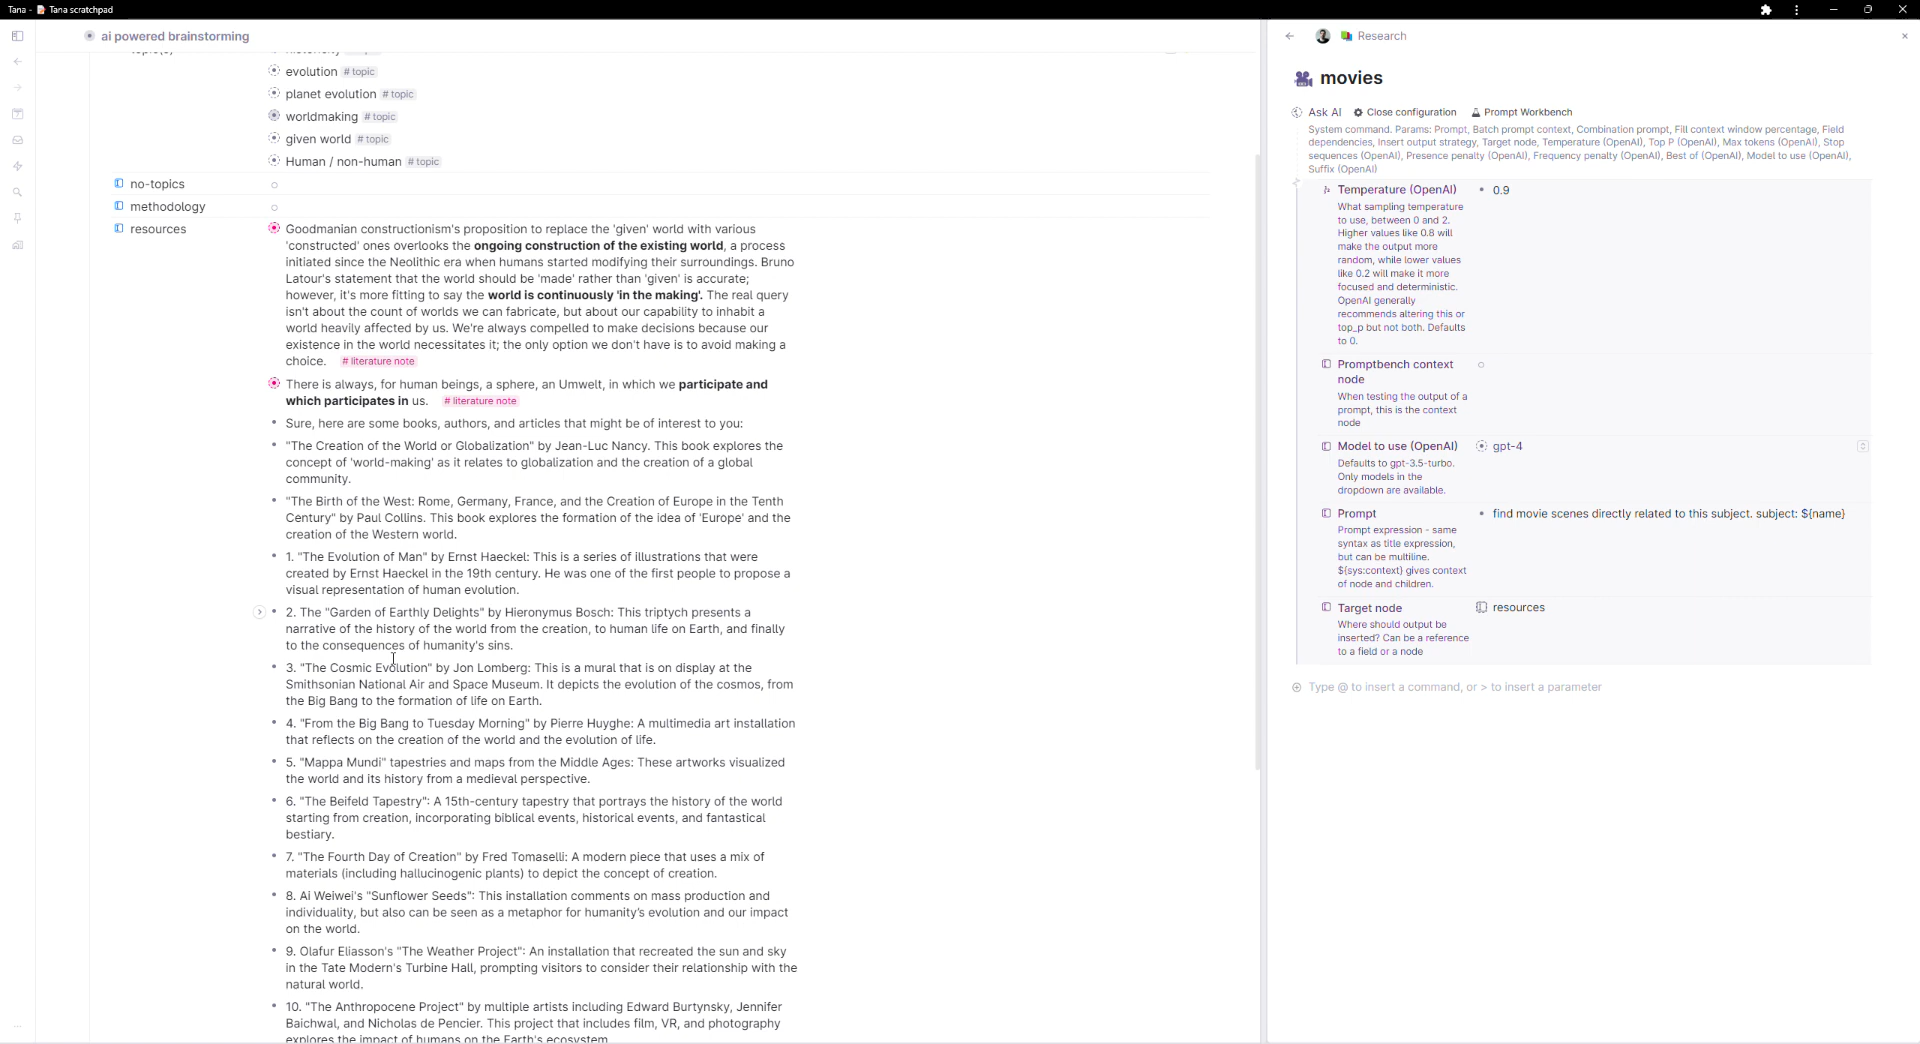 Tana - Tana scratchpad
ai powered brainstorming
evolution # topic
planet evolution # topic
worldmaking # topic
given world # topic
Human / non-human # topic
no-topics
methodology
resources
Goodmanian constructionism's proposition to replace the 'given' world with various
'constructed' ones overlooks the ongoing construction of the existing world, a process
initiated since the Neolithic era when humans started modifying their surroundings. Bruno
Latour's statement that the world should be 'made' rather than 'given' is accurate;
however, it's more fitting to say the world is continuously 'in the making'. The real query
isn't about the count of worlds we can fabricate, but about our capability to inhabit a
world heavily affected by us. We're always compelled to make decisions because our
existence in the world necessitates it; the only option we don't have is to avoid making a
choice. # literature note
There is always, for human beings, a sphere, an Umwelt, in which we participate and
which participates in us. # literature note
Sure, here are some books, authors, and articles that might be of interest to you:
"The Creation of the World or Globalization" by Jean-Luc Nancy. This book explores the
concept of 'world-making' as it relates to globalization and the creation of a global
community.
"The Birth of the West: Rome, Germany, France, and the Creation of Europe in the Tenth
Century" by Paul Collins. This book explores the formation of the idea of 'Europe' and the
creation of the Western world.
1. "The Evolution of Man" by Ernst Haeckel: This is a series of illustrations that were
created by Ernst Haeckel in the 19th century. He was one of the first people to propose a
visual representation of human evolution.
2. The "Garden of Earthly Delights" by Hieronymus Bosch: This triptych presents a
narrative of the history of the world from the creation, to human life on Earth, and finally
to the consequences of humanity's sins.
3. "The Cosmic Evolution" by Jon Lomberg: This is a mural that is on display at the
Smithsonian National Air and Space Museum. It depicts the evolution of the cosmos, from
the Big Bang to the formation of life on Earth.
4. "From the Big Bang to Tuesday Morning" by Pierre Huyghe: A multimedia art installation
that reflects on the creation of the world and the evolution of life.
5. "Mappa Mundi" tapestries and maps from the Middle Ages: These artworks visualized
the world and its history from a medieval perspective.
6. "The Beifeld Tapestry": A 15th-century tapestry that portrays the history of the world
starting from creation, incorporating biblical events, historical events, and fantastical
bestiary.
7. "The Fourth Day of Creation" by Fred Tomaselli: A modern piece that uses a mix of
materials (including hallucinogenic plants) to depict the concept of creation.
8. Ai Weiwei's "Sunflower Seeds": This installation comments on mass production and
individuality, but also can be seen as a metaphor for humanity's evolution and our impact
on the world.
9. Olafur Eliasson's "The Weather Project": An installation that recreated the sun and sky
in the Tate Modern's Turbine Hall, prompting visitors to consider their relationship with the
natural world.
10. "The Anthropocene Project" by multiple artists including Edward Burtynsky, Jennifer
Baichwal, and Nicholas de Pencier. This project that includes film, VR, and photography
explores the impact of humans on the Earth's ecosystem.
Research
movies
Ask AI Close configuration Prompt Workbench
System command. Params: Prompt, Batch prompt context, Combination prompt, Fill context window percentage, Field
dependencies, Insert output strategy, Target node, Temperature (OpenAI), Top P (OpenAI), Max tokens (OpenAI), Stop
sequences (OpenAI), Presence penalty (OpenAI), Frequency penalty (OpenAI), Best of (OpenAI), Model to use (OpenAI),
Suffix (OpenAI)
Temperature (OpenAI) 0.9
What sampling temperature
to use, between 0 and 2.
Higher values like 0.8 will
make the output more
random, while lower values
like 0.2 will make it more
focused and deterministic.
OpenAI generally
recommends altering this or
top_p but not both. Defaults
to 0.
Promptbench context
node
When testing the output of a
prompt, this is the context
node
Model to use (OpenAI) gpt-4
Defaults to gpt-3.5-turbo.
Only models in the
dropdown are available.
Prompt find movie scenes directly related to this subject. subject: ${name}
Prompt expression - same
syntax as title expression,
but can be multiline.
${sys:context} gives context
of node and children.
Target node resources
Where should output be
inserted? Can be a reference
to a field or a node
Type @ to insert a command, or > to insert a parameter